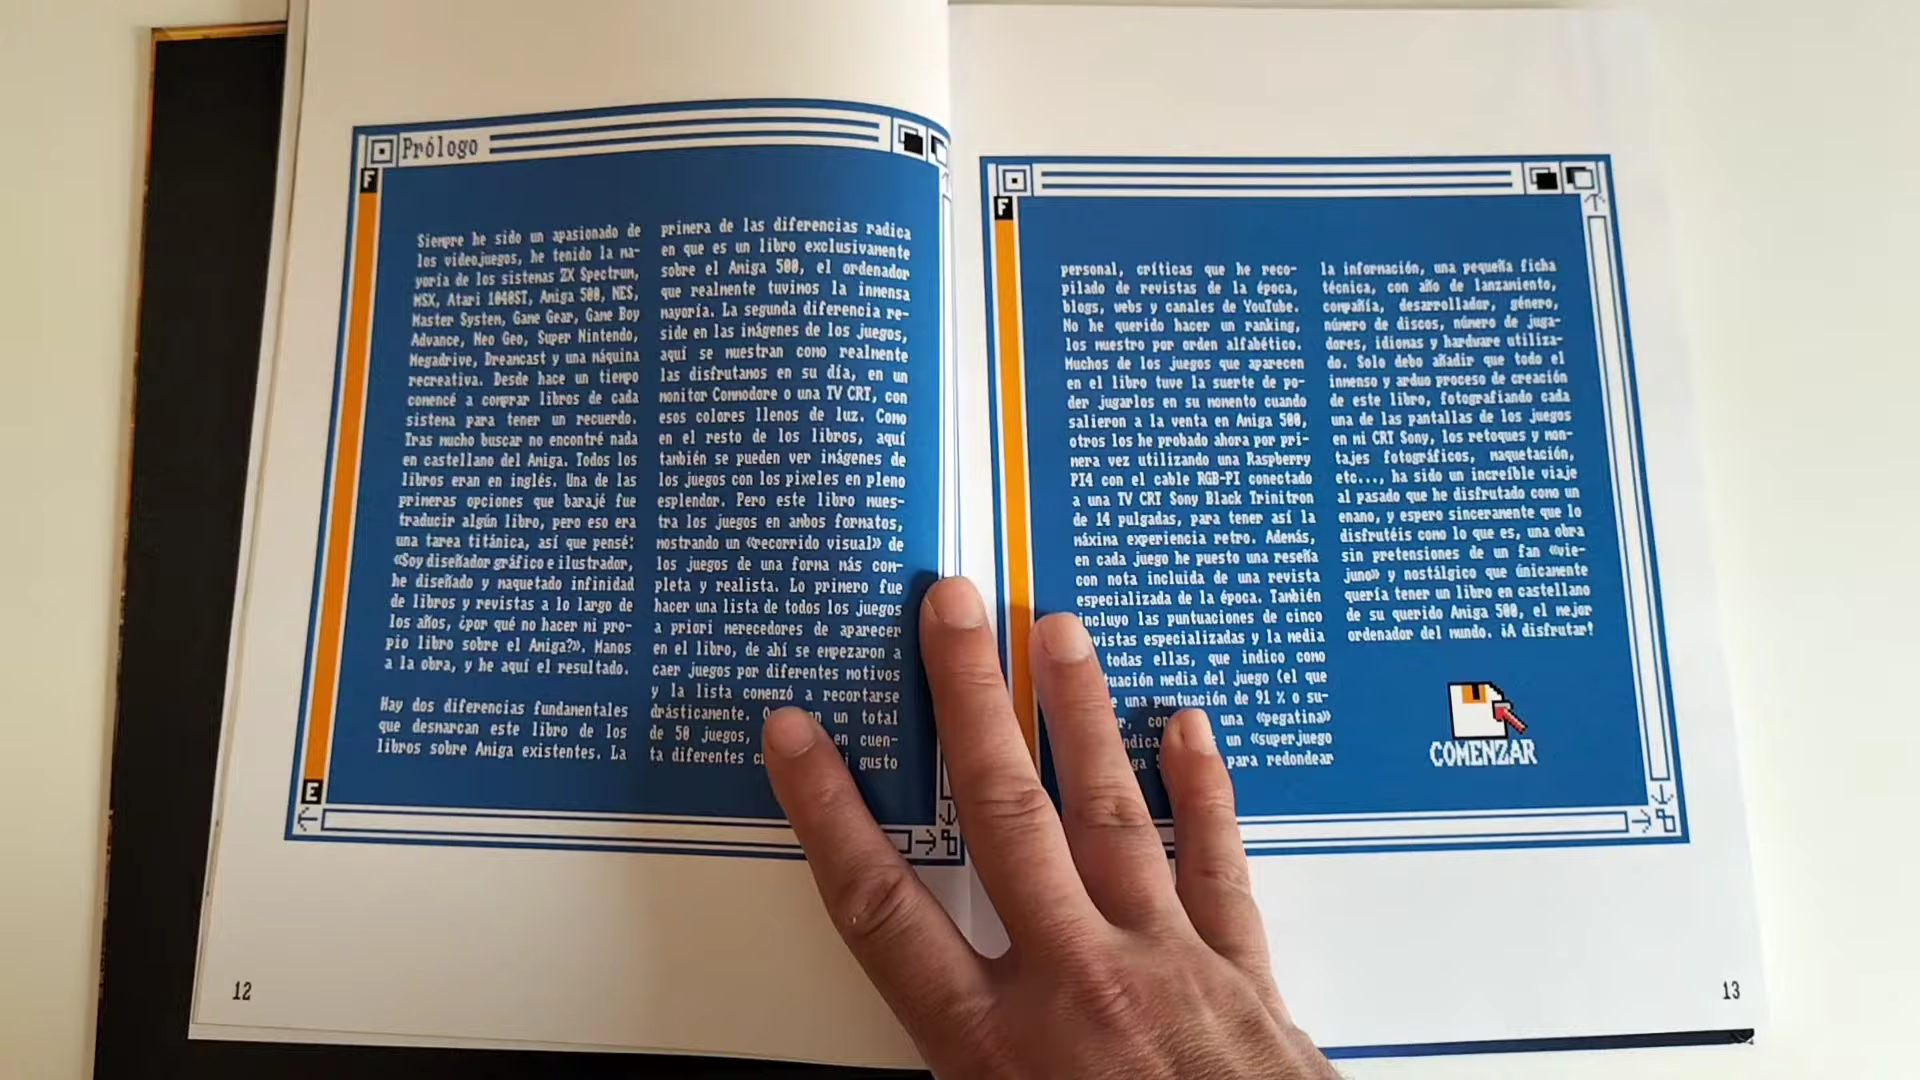 Prólogo
F
Siempre he sido un apasionado de
los videojuegos, he tenido la ma-
yoría de los sistemas ZX Spectrum,
MSX, Atari 1040ST, Amiga 500, NES,
Master System, Game Gear, Game Boy
Advance, Neo Geo, Super Nintendo,
Megadrive, Dreamcast y una máquina
recreativa. Desde hace un tiempo
comencé a comprar libros de cada
sistema para tener un recuerdo.
Tras mucho buscar no encontré nada
en castellano del Amiga. Todos los
libros eran en inglés. Una de las
primeras opciones que barajé fue
traducir algún libro, pero eso era
una tarea titánica, así que pensé:
«Soy diseñador gráfico e ilustrador,
he diseñado y maquetado infinidad
de libros y revistas a lo largo de
los años, ¿por qué no hacer mi pro-
pio libro sobre el Amiga?». Manos
a la obra, y he aquí el resultado.
Hay dos diferencias fundamentales
que desmarcan este libro de los
libros sobre Amiga existentes. La
primera de las diferencias radica
en que es un libro exclusivamente
sobre el Amiga 500, el ordenador
que realmente tuvimos la inmensa
mayoría. La segunda diferencia re-
side en las imágenes de los juegos,
aquí se muestran como realmente
las disfrutamos en su día, en un
monitor Commodore o una TV CRT, con
esos colores llenos de luz. Como
en el resto de los libros, aquí
también se pueden ver imágenes de
los juegos con los pixeles en pleno
esplendor. Pero este libro mues-
tra los juegos en ambos formatos,
mostrando un «recorrido visual» de
los juegos de una forma más com-
pleta y realista. Lo primero fue
hacer una lista de todos los juegos
a priori merecedores de aparecer
en el libro, de ahí se empezaron a
caer juegos por diferentes motivos
y la lista comenzó a recortarse
drásticamente. un total
de 50 juegos, en cuen-
ta diferentes gusto
E
12
F
personal, críticas que he reco-
pilado de revistas de la época,
blogs, webs y canales de YouTube.
No he querido hacer un ranking,
los muestro por orden alfabético.
Muchos de los juegos que aparecen
en el libro tuve la suerte de po-
der jugarlos en su momento cuando
salieron a la venta en Amiga 500,
otros los he probado ahora por pri-
mera vez utilizando una Raspberry
PI4 con el cable RGB-PI conectado
a una TV CRT Sony Black Trinitron
de 14 pulgadas, para tener así la
máxima experiencia retro. Además,
en cada juego he puesto una reseña
con nota incluida de una revista
especializada de la época. También
incluyo las puntuaciones de cinco
revistas especializadas y la media
todas ellas, que indico como
media del juego (el que
una puntuación de 91 % o su-
una «pegatina»
un «superjuego
para redondear
la información, una pequeña ficha
técnica, con año de lanzamiento,
compañía, desarrollador, género,
número de discos, número de juga-
dores, idiomas y hardware utiliza-
do. Solo debo añadir que todo el
inmenso y arduo proceso de creación
de este libro, fotografiando cada
una de las pantallas de los juegos
en mi CRT Sony, los retoques y mon-
tajes fotográficos, maquetación,
etc..., ha sido un increíble viaje
al pasado que he disfrutado como un
enano, y espero sinceramente que lo
disfrutéis como lo que es, una obra
sin pretensiones de un fan «vie-
juno» y nostálgico que únicamente
quería tener un libro en castellano
de su querido Amiga 500, el mejor
ordenador del mundo. ¡A disfrutar!
COMENZAR
13